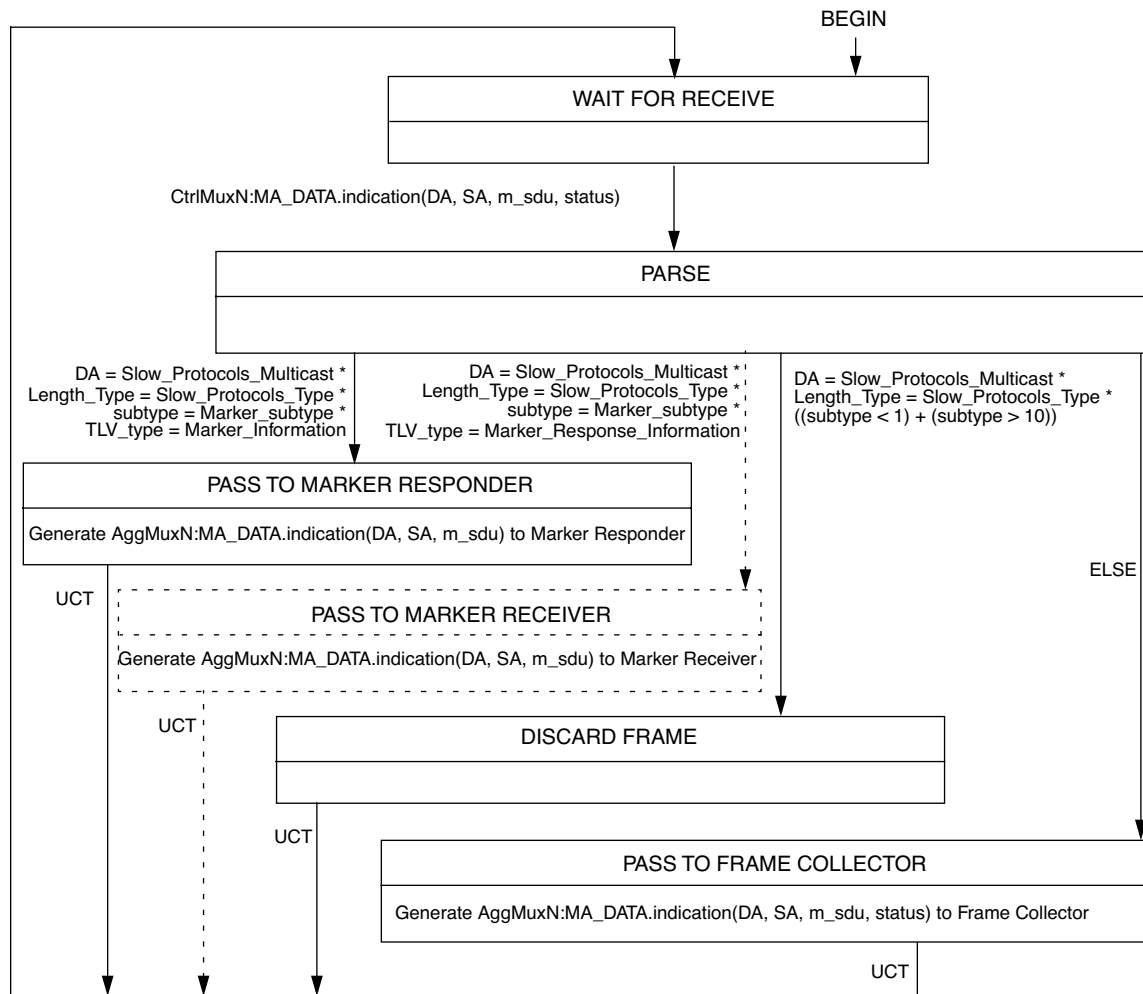 BEGIN
WAIT FOR RECEIVE
CtrlMuxN:MA_DATA.indication(DA, SA, m_sdu, status)
PARSE
DA = Slow_Protocols_Multicast *
Length_Type = Slow_Protocols_Type *
subtype = Marker_subtype *
TLV_type = Marker_Information
DA = Slow_Protocols_Multicast *
Length_Type = Slow_Protocols_Type *
subtype = Marker_subtype *
TLV_type = Marker_Response_Information
DA = Slow_Protocols_Multicast *
Length_Type = Slow_Protocols_Type *
((subtype < 1) + (subtype > 10))
PASS TO MARKER RESPONDER
Generate AggMuxN:MA_DATA.indication(DA, SA, m_sdu) to Marker Responder
ELSE
UCT
PASS TO MARKER RECEIVER
Generate AggMuxN:MA_DATA.indication(DA, SA, m_sdu) to Marker Receiver
UCT
DISCARD FRAME
UCT
PASS TO FRAME COLLECTOR
Generate AggMuxN:MA_DATA.indication(DA, SA, m_sdu, status) to Frame Collector
UCT